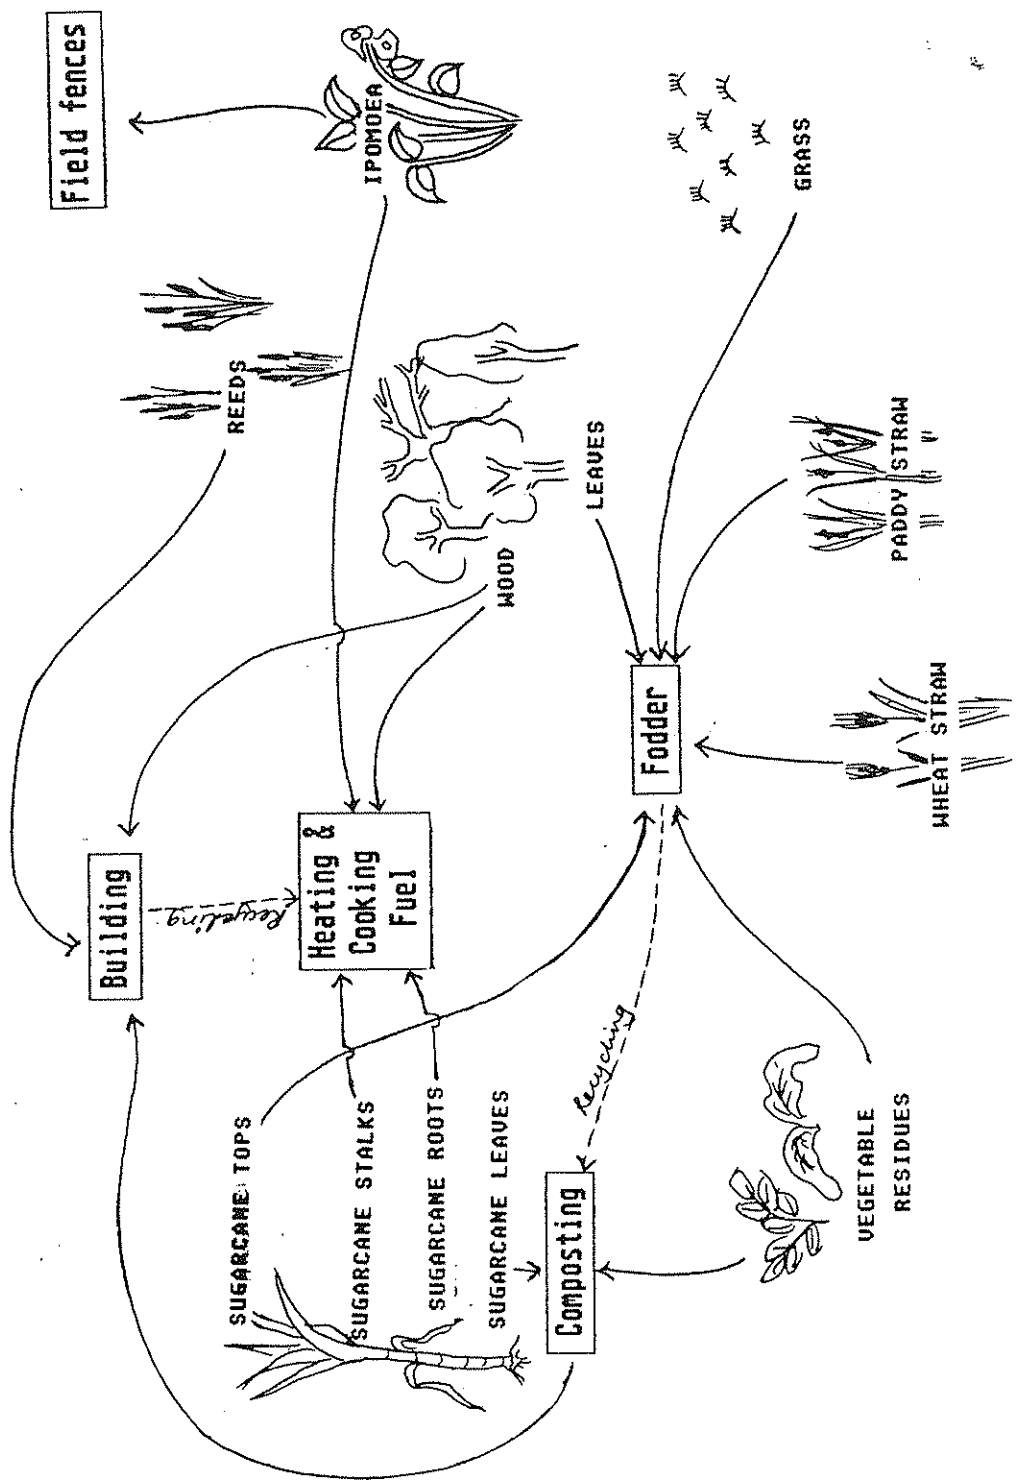 Field fences
IPOMOEA
REEDS
GRASS
LEAVES
WOOD
PADDY STRAW
Building
Recycling
Heating &
Cooking
Fuel
Fodder
WHEAT STRAW
Recycling
SUGARCANE TOPS
SUGARCANE STALKS
SUGARCANE ROOTS
SUGARCANE LEAVES
Composting
VEGETABLE
RESIDUES